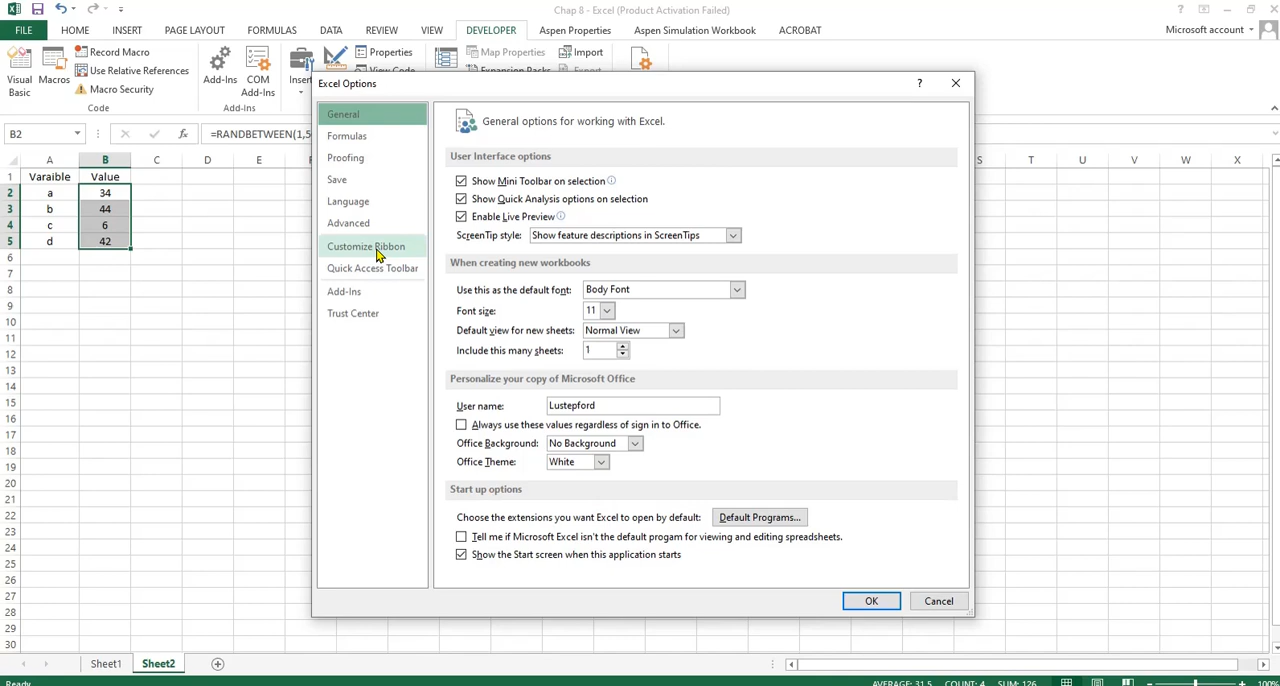 Chap 8 - Excel (Product Activation Failed)
FILE HOME INSERT PAGE LAYOUT FORMULAS DATA REVIEW VIEW DEVELOPER Aspen Properties Aspen Simulation Workbook ACROBAT Microsoft account
Visual Basic
Macros
Record Macro
Use Relative References
Macro Security
Code
Add-Ins
COM Add-Ins
Add-Ins
Insert
Properties
View Code
Map Properties
Expansion Packs
Import
Export
B2 fx =RANDBETWEEN(1,5
A B C D E S T U V W X
1 Varaible Value
2 a 34
3 b 44
4 c 6
5 d 42
6
7
8
9
10
11
12
13
14
15
16
17
18
19
20
21
22
23
24
25
26
27
28
29
30
Excel Options ?
General
Formulas
Proofing
Save
Language
Advanced
Customize Ribbon
Quick Access Toolbar
Add-Ins
Trust Center
General options for working with Excel.
User Interface options
Show Mini Toolbar on selection
Show Quick Analysis options on selection
Enable Live Preview
ScreenTip style: Show feature descriptions in ScreenTips
When creating new workbooks
Use this as the default font: Body Font
Font size: 11
Default view for new sheets: Normal View
Include this many sheets: 1
Personalize your copy of Microsoft Office
User name: Lustepford
Always use these values regardless of sign in to Office.
Office Background: No Background
Office Theme: White
Start up options
Choose the extensions you want Excel to open by default: Default Programs...
Tell me if Microsoft Excel isn't the default progam for viewing and editing spreadsheets.
Show the Start screen when this application starts
OK Cancel
Sheet1 Sheet2
Ready AVERAGE: 31.5 COUNT: 4 SUM: 126 100%